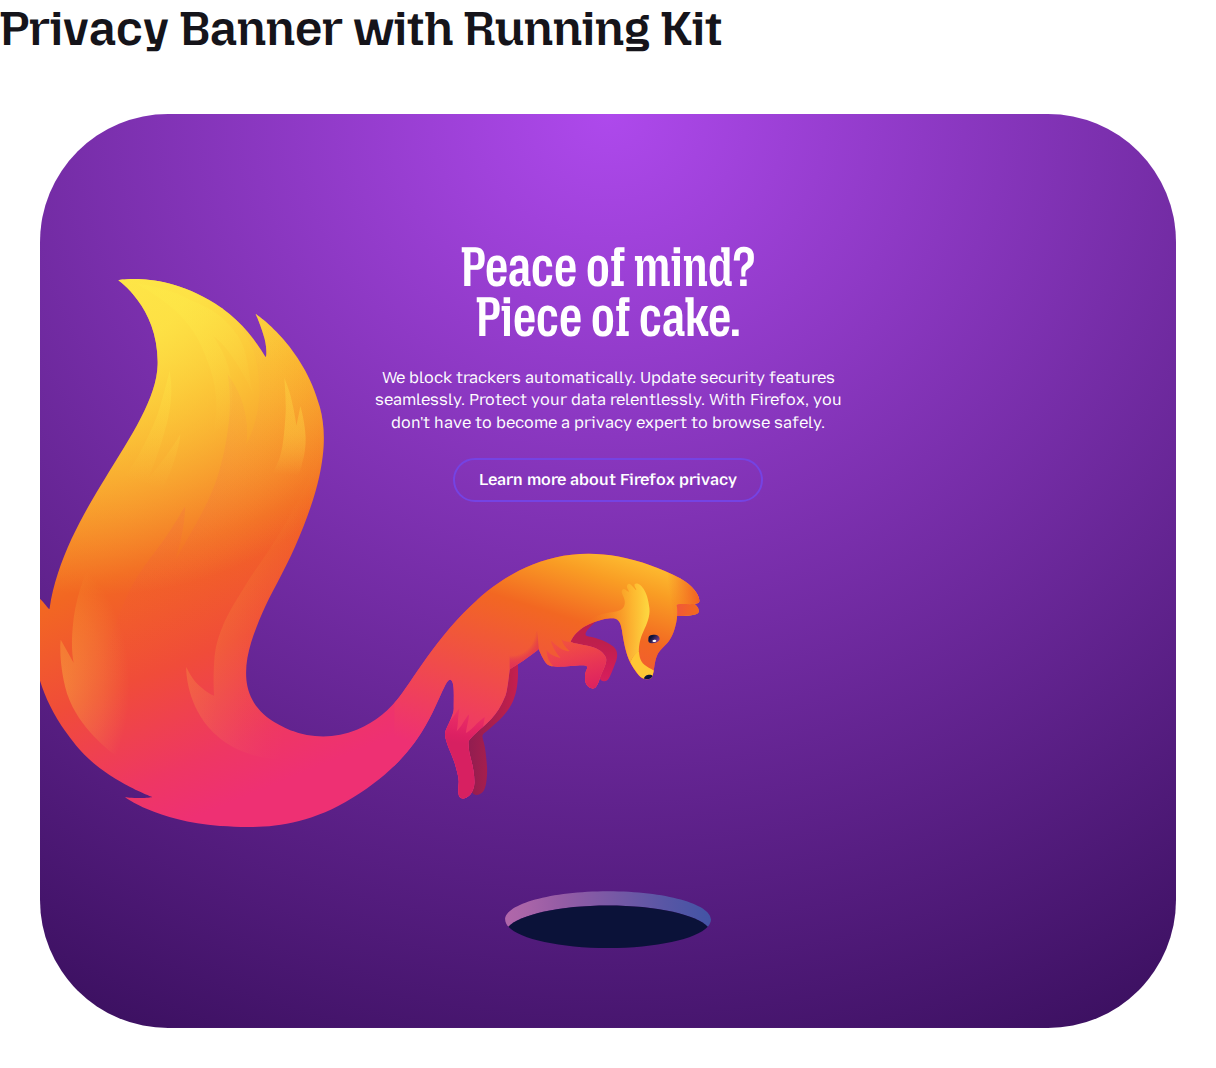 Privacy Banner with Running Kit
Peace of mind?
Piece of cake.
We block trackers automatically. Update security features
seamlessly. Protect your data relentlessly. With Firefox, you
don't have to become a privacy expert to browse safely.
Learn more about Firefox privacy